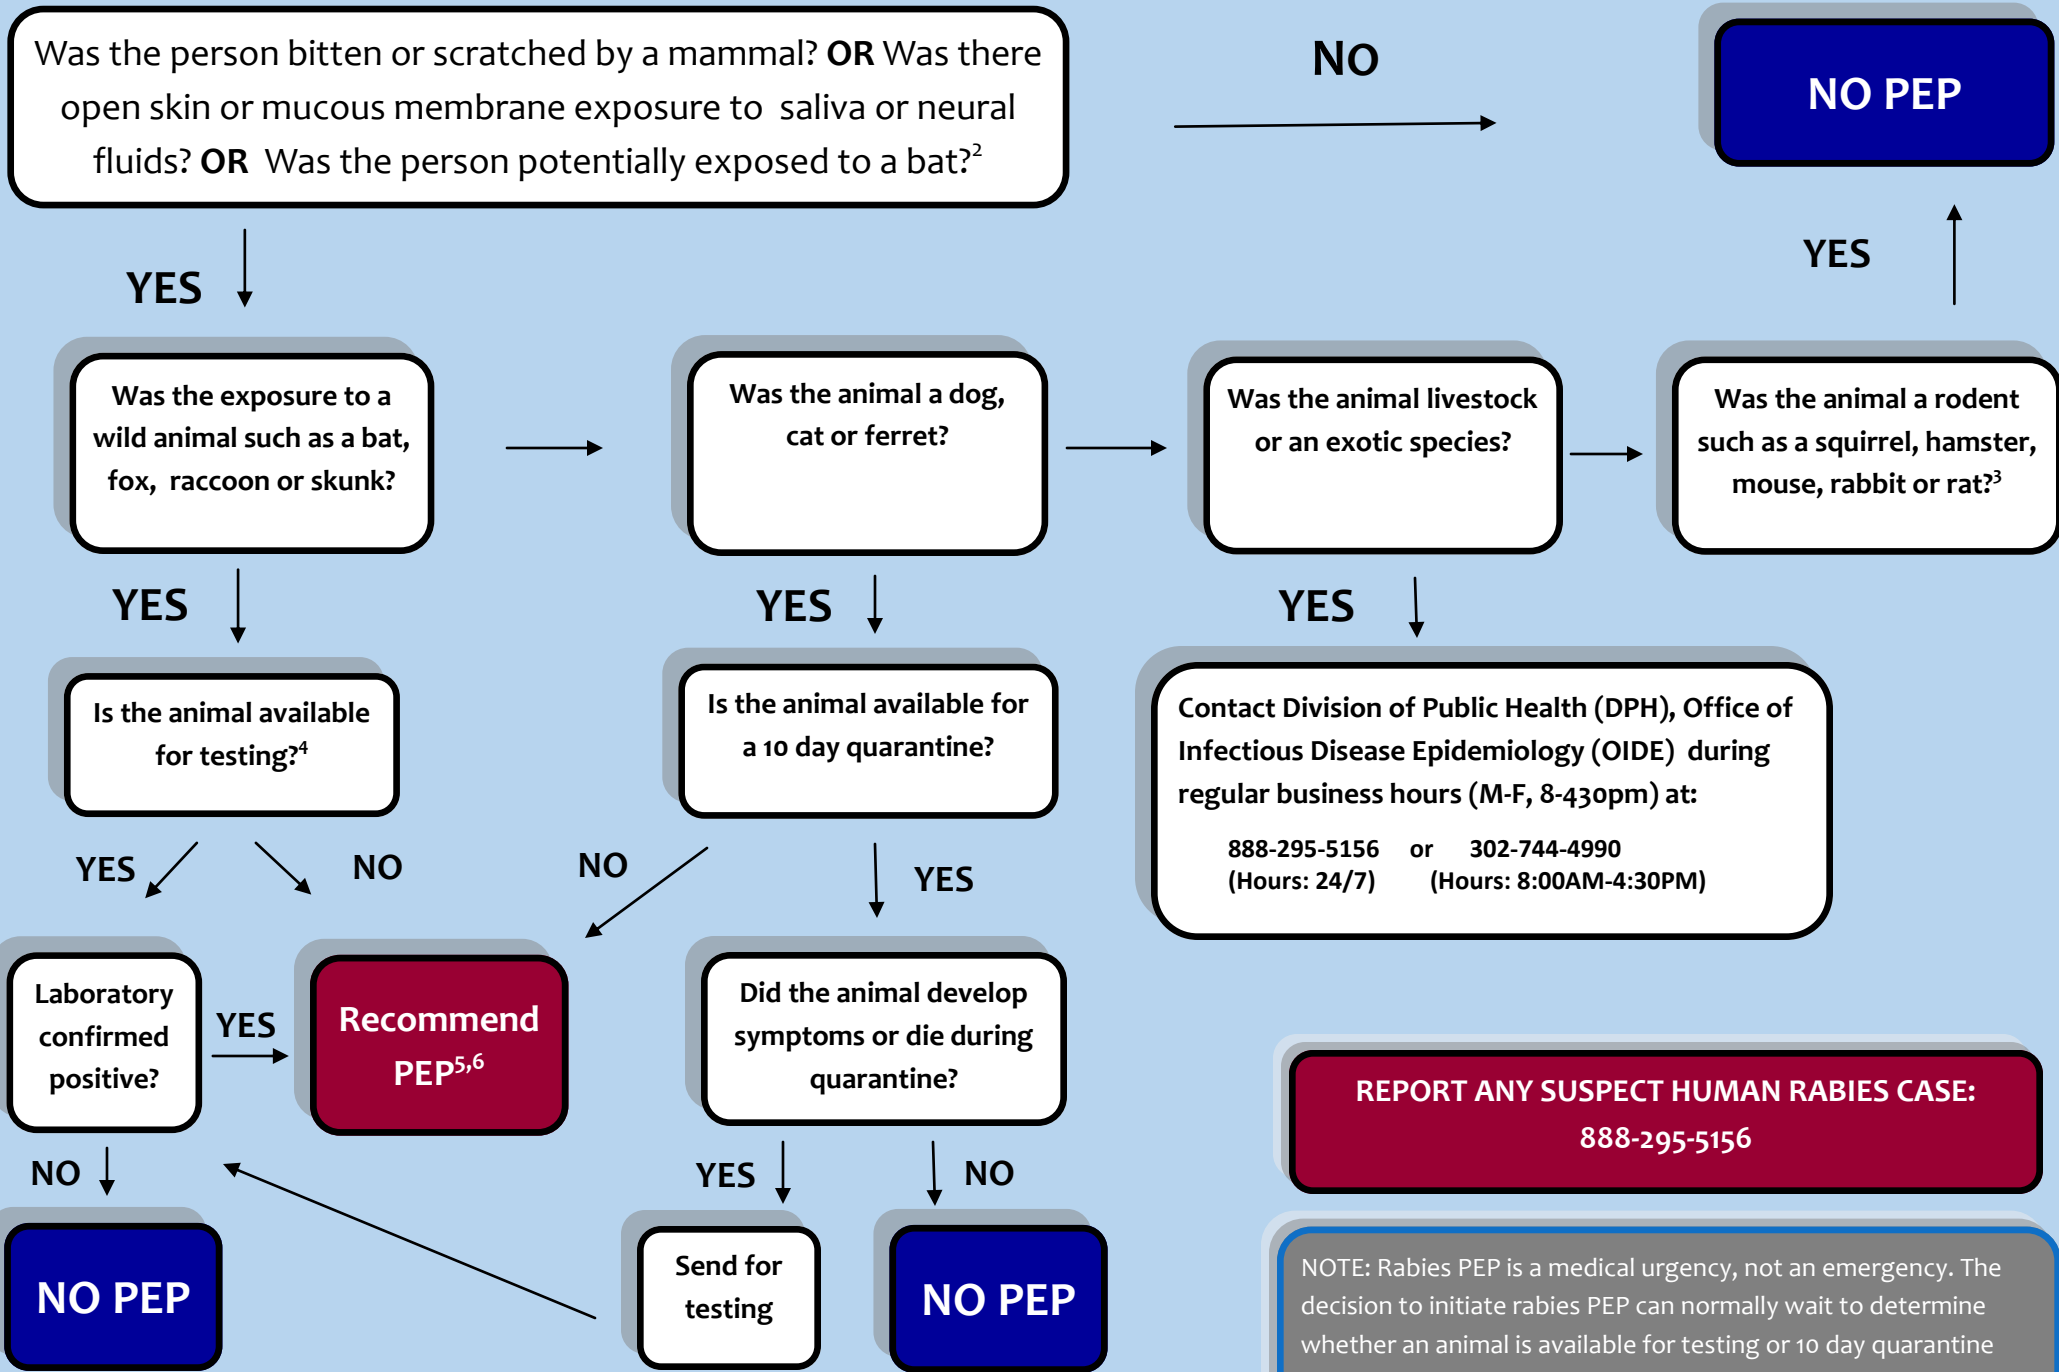 Was the person bitten or scratched by a mammal? OR Was there
open skin or mucous membrane exposure to saliva or neural
fluids? OR Was the person potentially exposed to a bat?²
NO
NO PEP
YES
YES
Was the exposure to a
wild animal such as a bat,
fox, raccoon or skunk?
Was the animal a dog,
cat or ferret?
Was the animal livestock
or an exotic species?
Was the animal a rodent
such as a squirrel, hamster,
mouse, rabbit or rat?³
YES
YES
YES
Is the animal available
for testing?⁴
Is the animal available for
a 10 day quarantine?
Contact Division of Public Health (DPH), Office of
Infectious Disease Epidemiology (OIDE) during
regular business hours (M-F, 8-430pm) at:
888-295-5156 or 302-744-4990
(Hours: 24/7) (Hours: 8:00AM-4:30PM)
YES
NO
NO
YES
Laboratory
confirmed
positive?
YES
Recommend
PEP⁵,⁶
Did the animal develop
symptoms or die during
quarantine?
REPORT ANY SUSPECT HUMAN RABIES CASE:
888-295-5156
NO
YES
NO
NO PEP
Send for
testing
NO PEP
NOTE: Rabies PEP is a medical urgency, not an emergency. The
decision to initiate rabies PEP can normally wait to determine
whether an animal is available for testing or 10 day quarantine